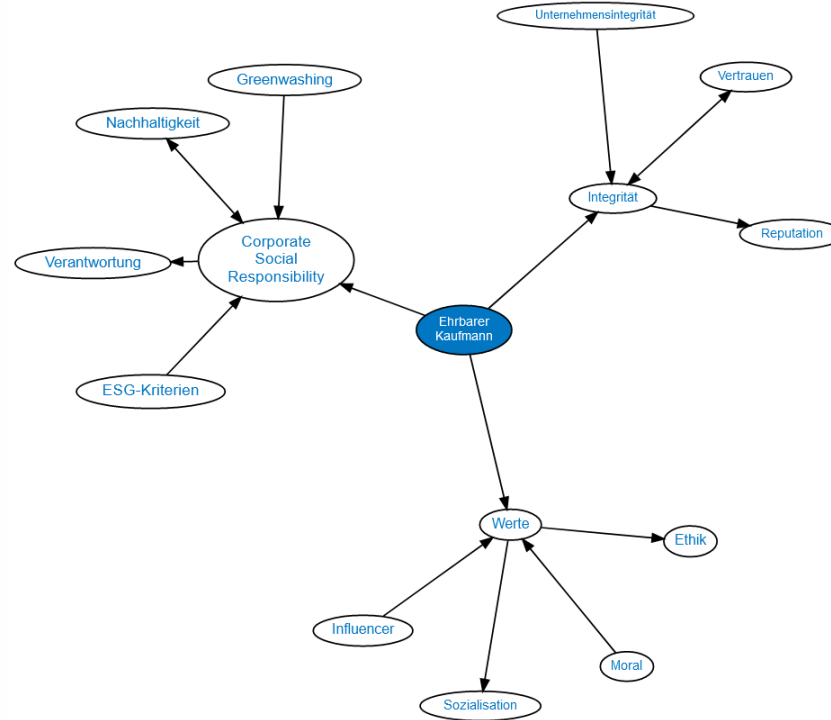 Unternehmensintegrität
Greenwashing
Vertrauen
Nachhaltigkeit
Integrität
Reputation
Corporate
Social
Responsibility
Verantwortung
Ehrbarer
Kaufmann
ESG-Kriterien
Werte
Ethik
Influencer
Moral
Sozialisation